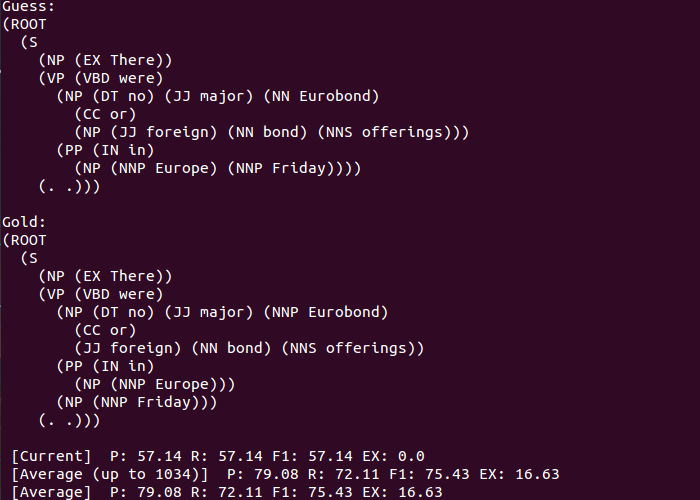 Guess:
(ROOT
  (S
    (NP (EX There))
    (VP (VBD were)
      (NP (DT no) (JJ major) (NN Eurobond)
        (CC or)
        (NP (JJ foreign) (NN bond) (NNS offerings)))
      (PP (IN in)
        (NP (NNP Europe) (NNP Friday))))
    (. .)))

Gold:
(ROOT
  (S
    (NP (EX There))
    (VP (VBD were)
      (NP (DT no) (JJ major) (NNP Eurobond)
        (CC or)
        (JJ foreign) (NN bond) (NNS offerings))
      (PP (IN in)
        (NP (NNP Europe)))
      (NP (NNP Friday)))
    (. .)))

 [Current]  P: 57.14 R: 57.14 F1: 57.14 EX: 0.0
 [Average (up to 1034)]  P: 79.08 R: 72.11 F1: 75.43 EX: 16.63
 [Average]  P: 79.08 R: 72.11 F1: 75.43 EX: 16.63